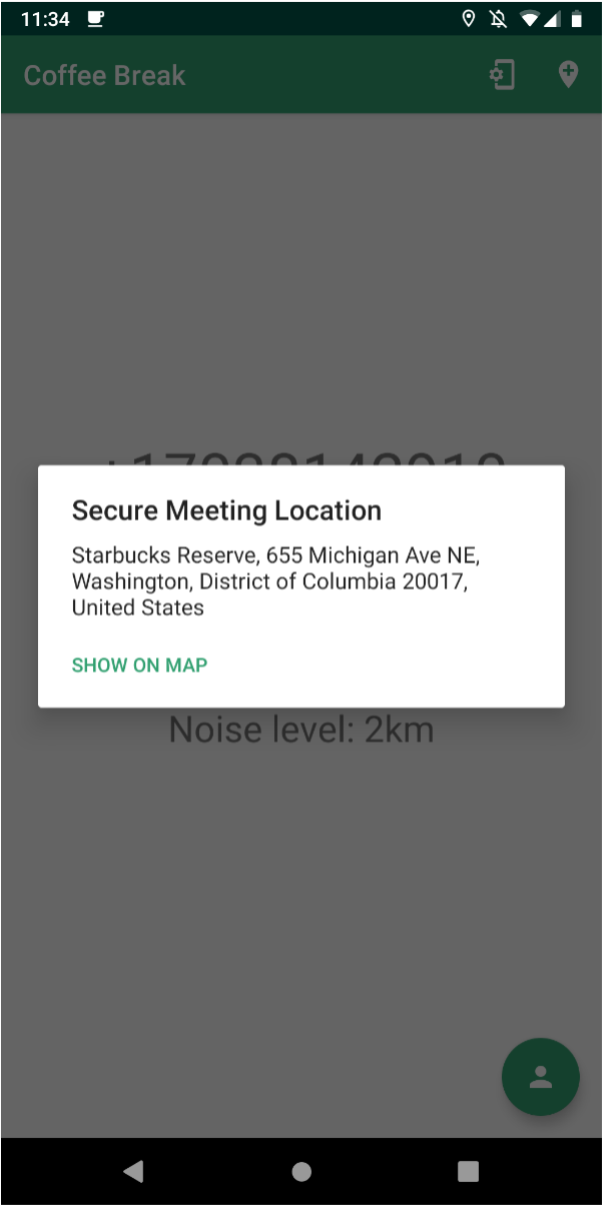 11:34
Coffee Break
Secure Meeting Location
Starbucks Reserve, 655 Michigan Ave NE,
Washington, District of Columbia 20017,
United States
SHOW ON MAP
Noise level: 2km